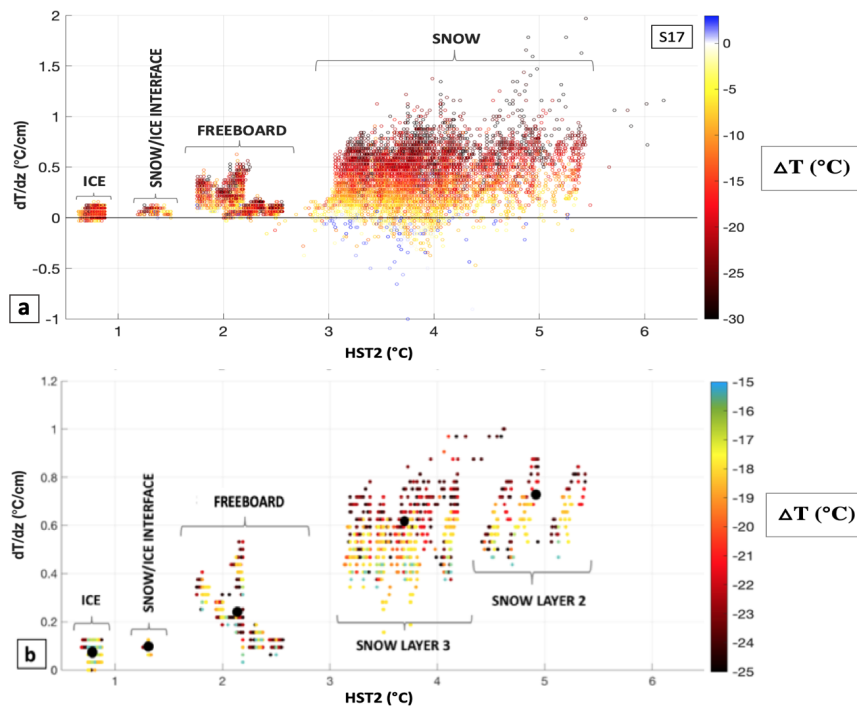 SNOW
S17
SNOW/ICE INTERFACE
FREEBOARD
ICE
dT/dz (°C/cm)
2
1.5
1
0.5
0
-0.5
-1
1 2 3 4 5 6
HST2 (°C)
0
-5
-10
-15
-20
-25
-30
ΔT (°C)
a
SNOW/ICE INTERFACE
FREEBOARD
ICE
SNOW LAYER 2
SNOW LAYER 3
dT/dz (°C/cm)
1.2
1
0.8
0.6
0.4
0.2
0
1 2 3 4 5 6
HST2 (°C)
-15
-16
-17
-18
-19
-20
-21
-22
-23
-24
-25
ΔT (°C)
b